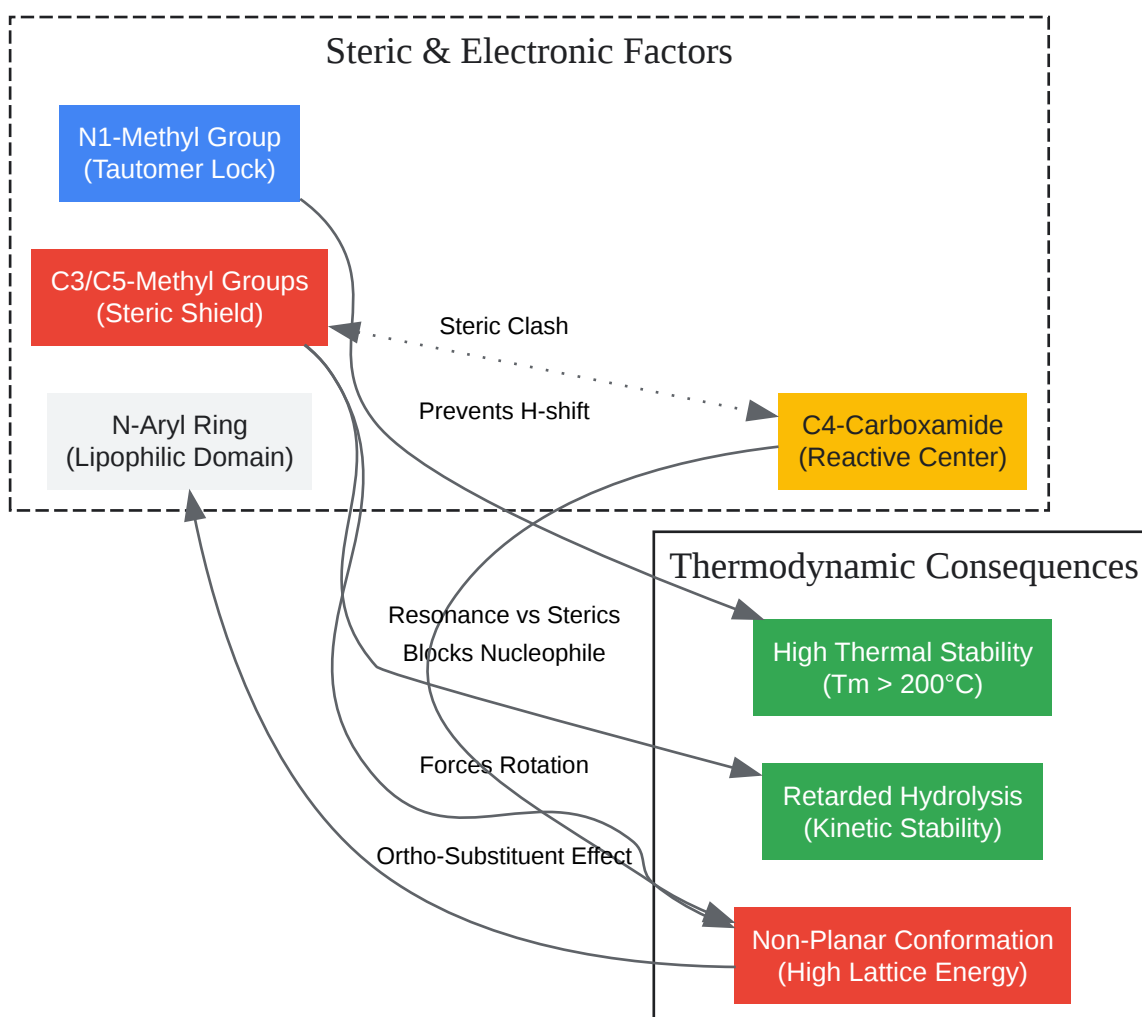 Steric & Electronic Factors
N1-Methyl Group
(Tautomer Lock)
C3/C5-Methyl Groups
(Steric Shield)
Steric Clash
Prevents H-shift
N-Aryl Ring
(Lipophilic Domain)
C4-Carboxamide
(Reactive Center)
Thermodynamic Consequences
Resonance vs Sterics
Blocks Nucleophile
High Thermal Stability
(Tm > 200°C)
Forces Rotation
Retarded Hydrolysis
(Kinetic Stability)
Ortho-Substituent Effect
Non-Planar Conformation
(High Lattice Energy)